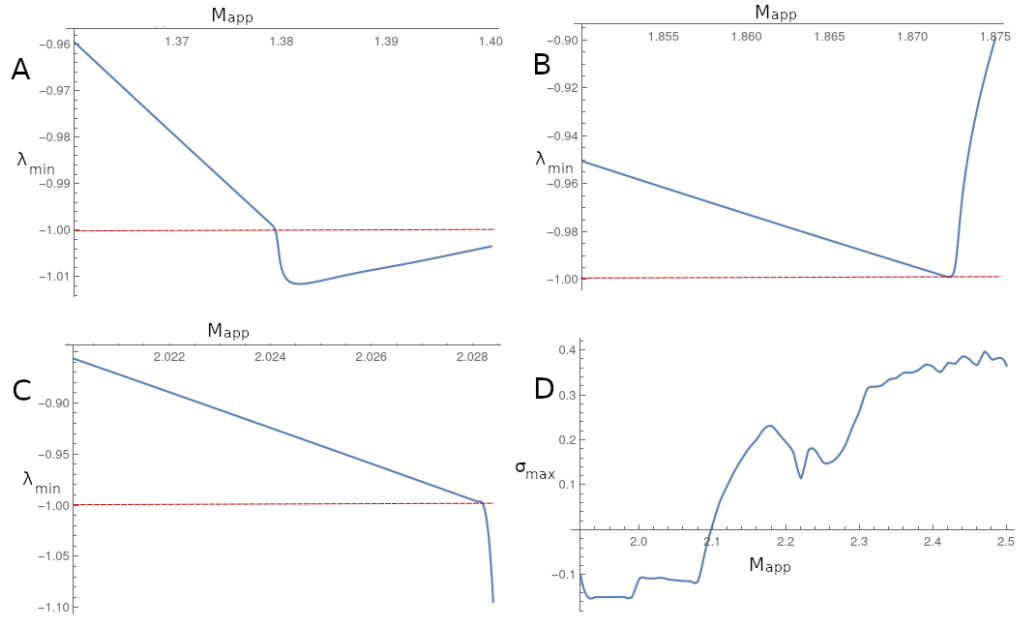 Mapp
Mapp
1.37 1.38 1.39 1.40
A
λmin
−0.96
−0.97
−0.98
−0.99
−1.00
−1.01
1.855 1.860 1.865 1.870 1.875
B
λmin
−0.90
−0.92
−0.94
−0.96
−0.98
−1.00
Mapp
2.022 2.024 2.026 2.028
C
λmin
−0.90
−0.95
−1.00
−1.05
−1.10
D
σmax
0.4
0.3
0.2
0.1
−0.1
2.0 2.1 2.2 2.3 2.4 2.5
Mapp